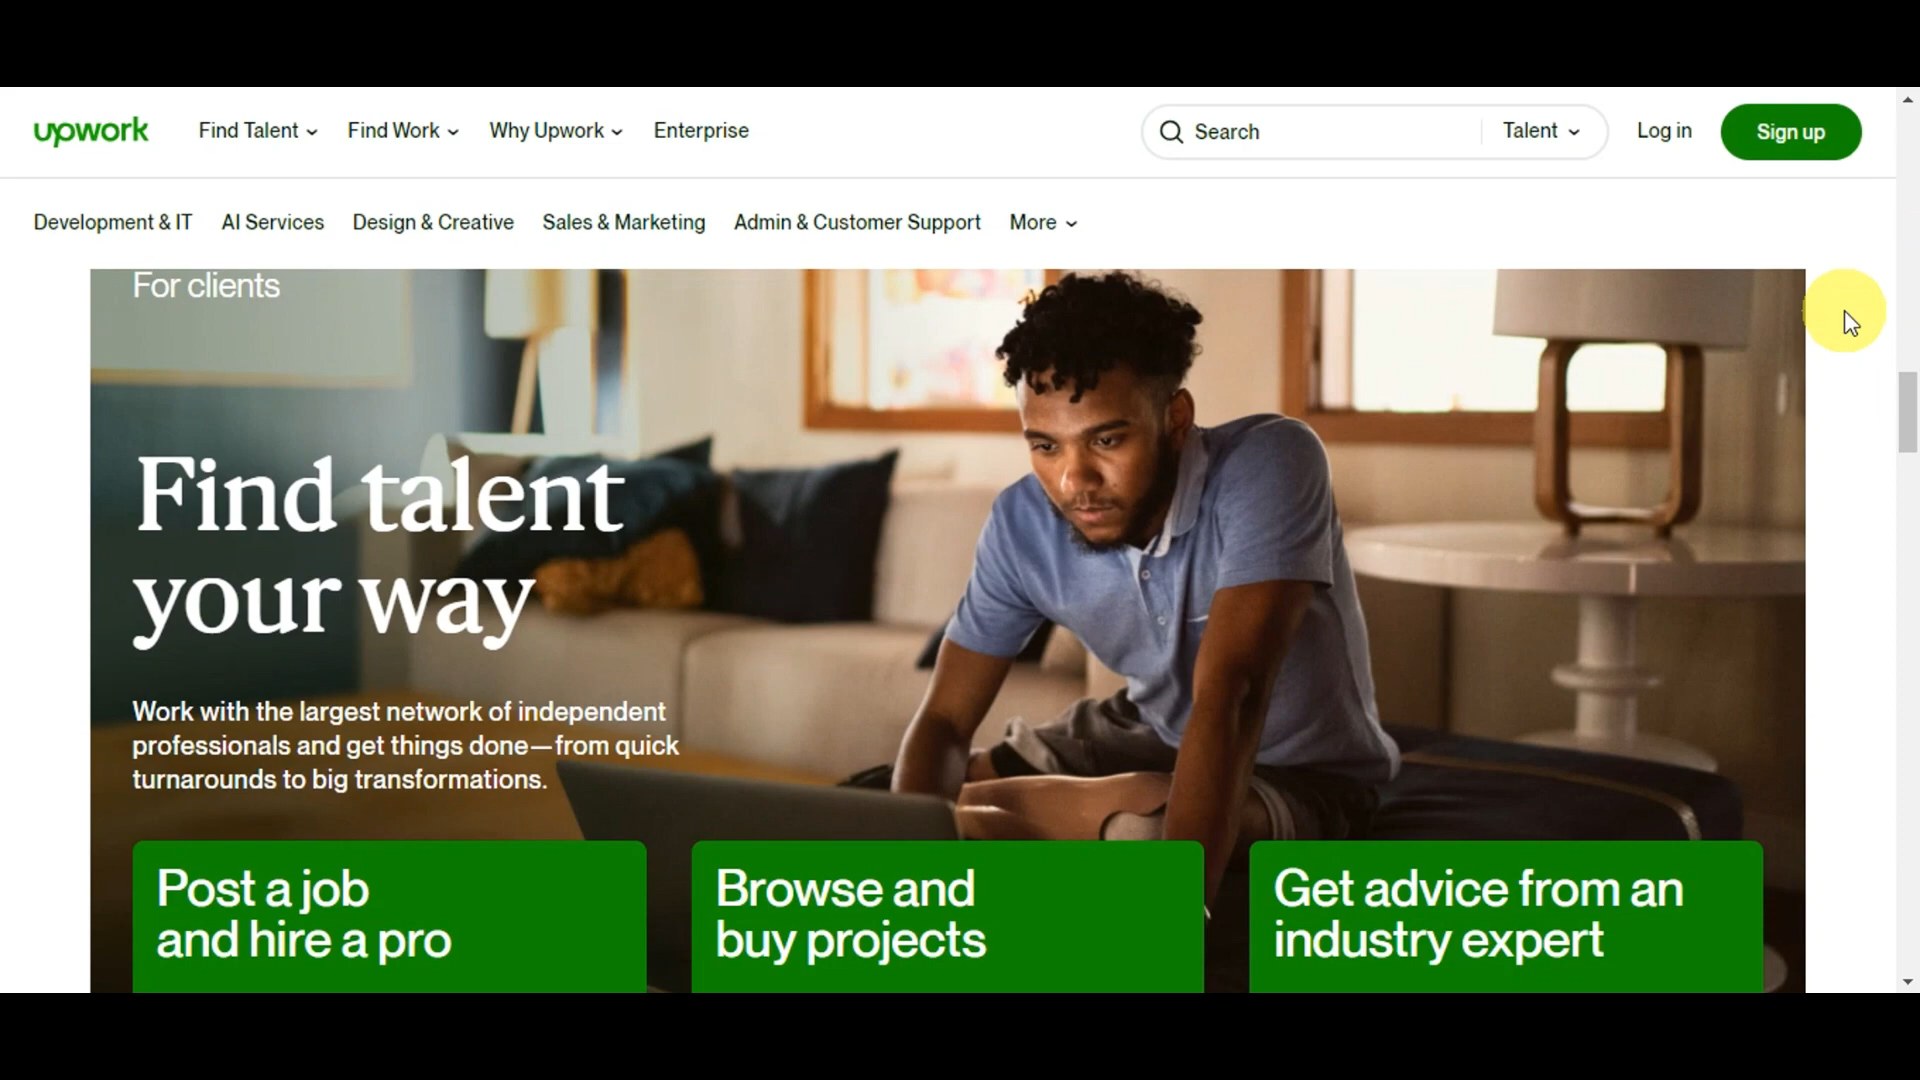 upwork Find Talent Find Work Why Upwork Enterprise Search Talent Log in Sign up
Development & IT AI Services Design & Creative Sales & Marketing Admin & Customer Support More
For clients
Find talent
your way
Work with the largest network of independent
professionals and get things done—from quick
turnarounds to big transformations.
Post a job
and hire a pro
Browse and
buy projects
Get advice from an
industry expert